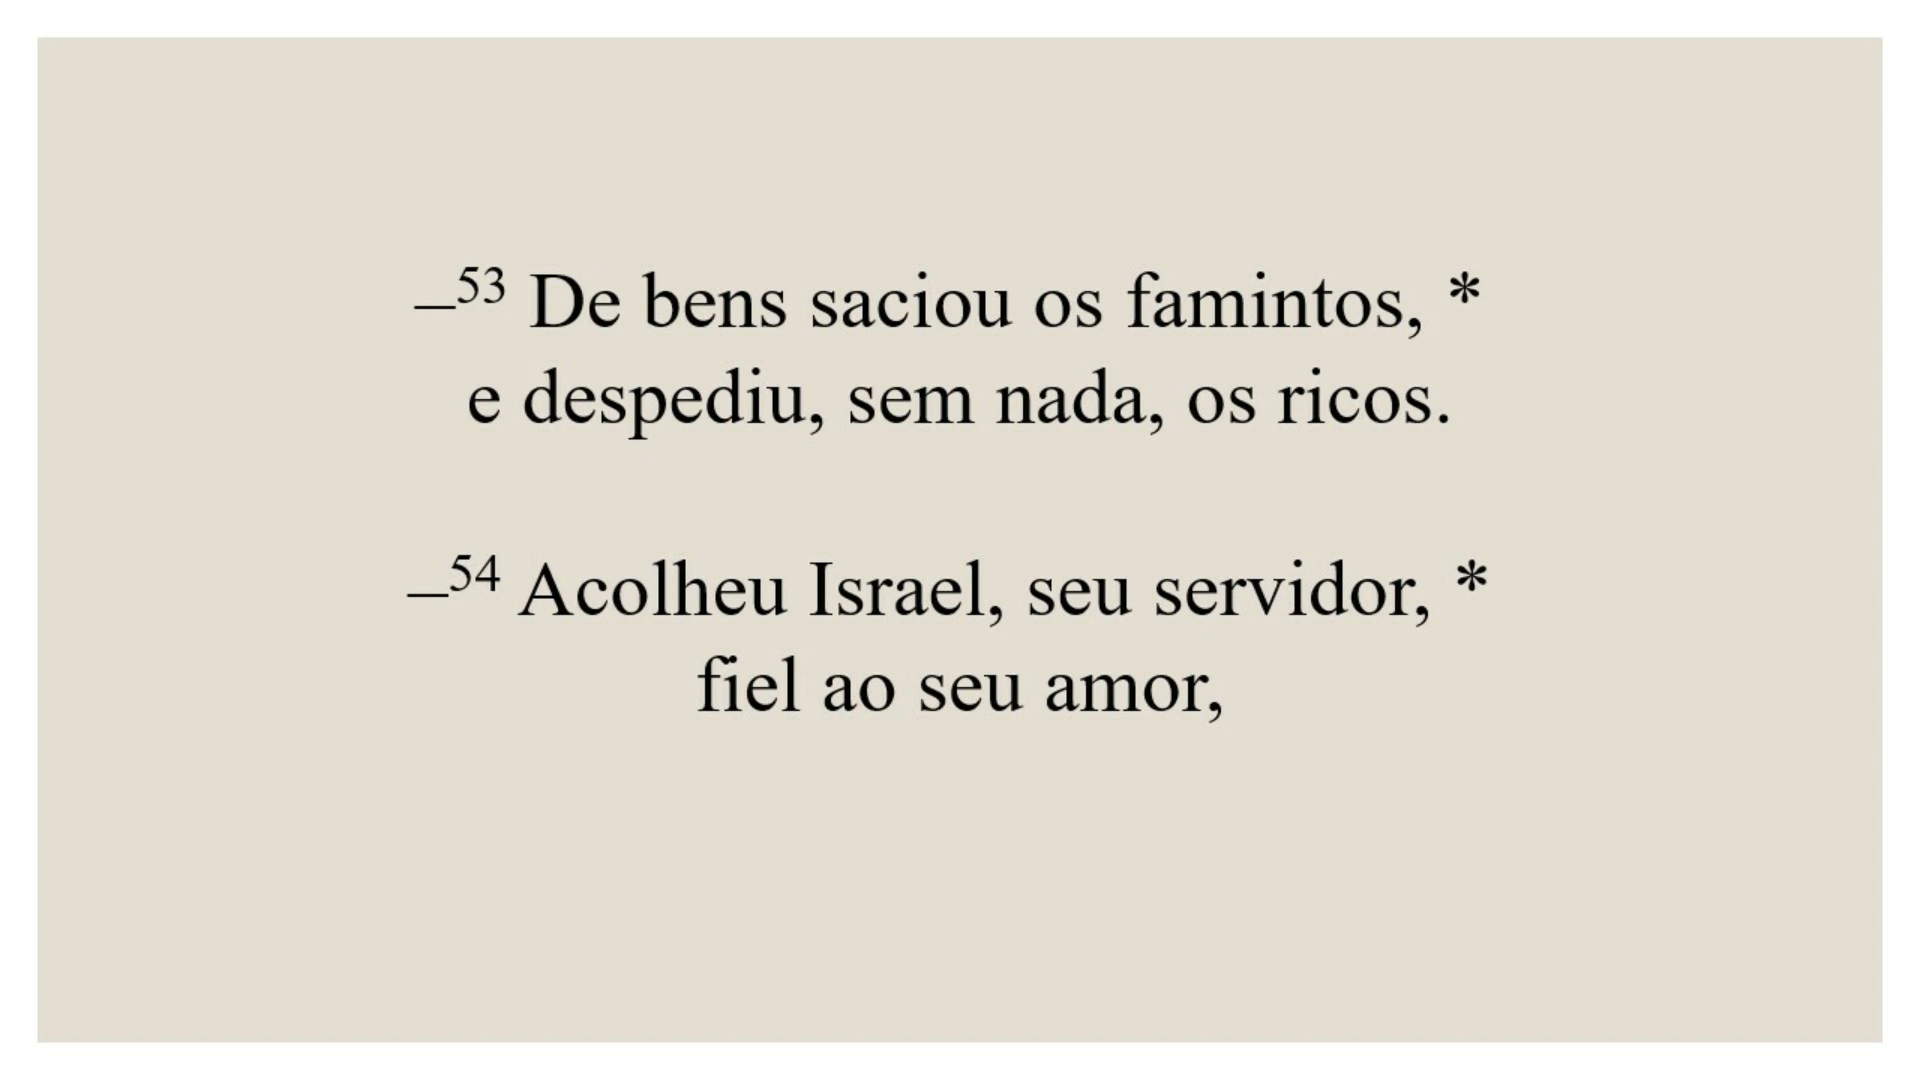 –⁵³ De bens saciou os famintos, *
e despediu, sem nada, os ricos.
–⁵⁴ Acolheu Israel, seu servidor, *
fiel ao seu amor,